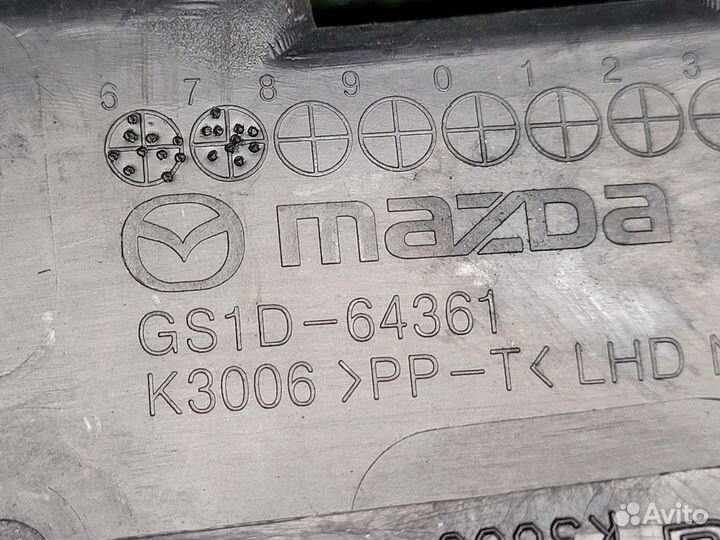 6 7 8 9 0 1 2 3
mazda
GS1D-64361
K3006 >PP-T< LHD
Avito